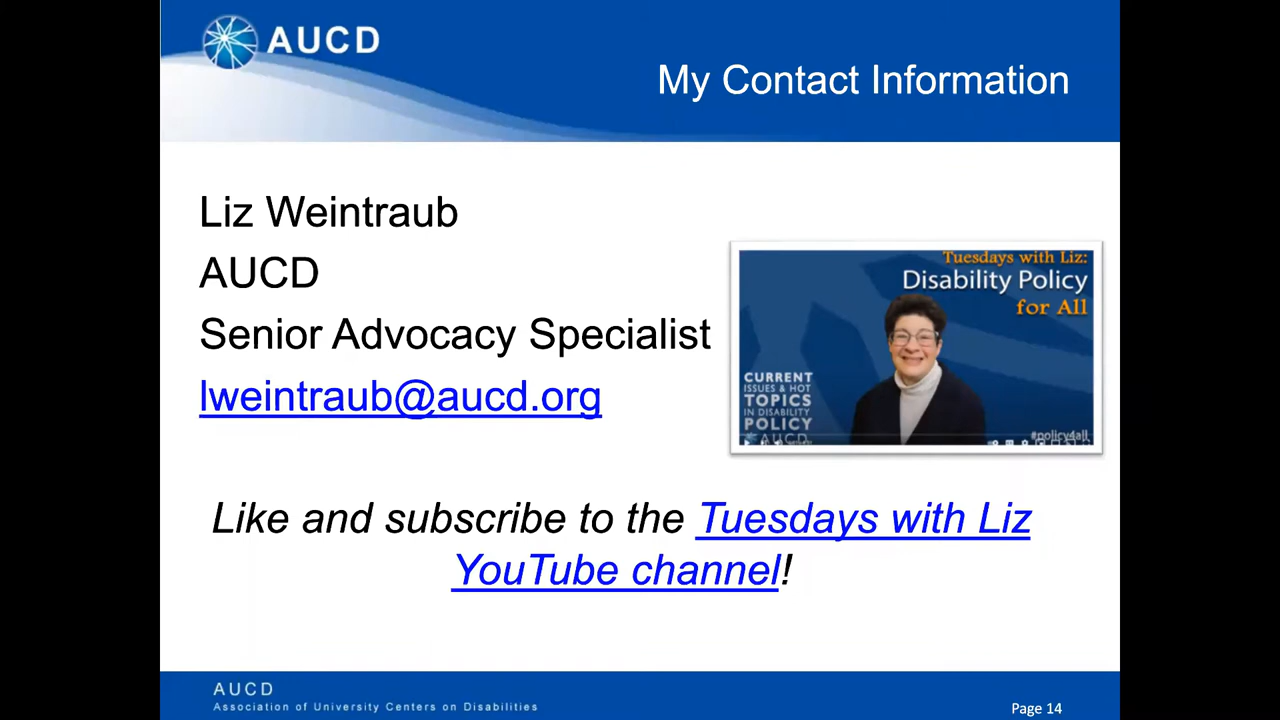 AUCD
My Contact Information
Liz Weintraub
AUCD
Senior Advocacy Specialist
lweintraub@aucd.org
Tuesdays with Liz:
Disability Policy
for All
CURRENT
ISSUES & HOT
TOPICS
IN DISABILITY
POLICY
AUCD
#policy4all
Like and subscribe to the Tuesdays with Liz
YouTube channel!
AUCD
Association of University Centers on Disabilities
Page 14